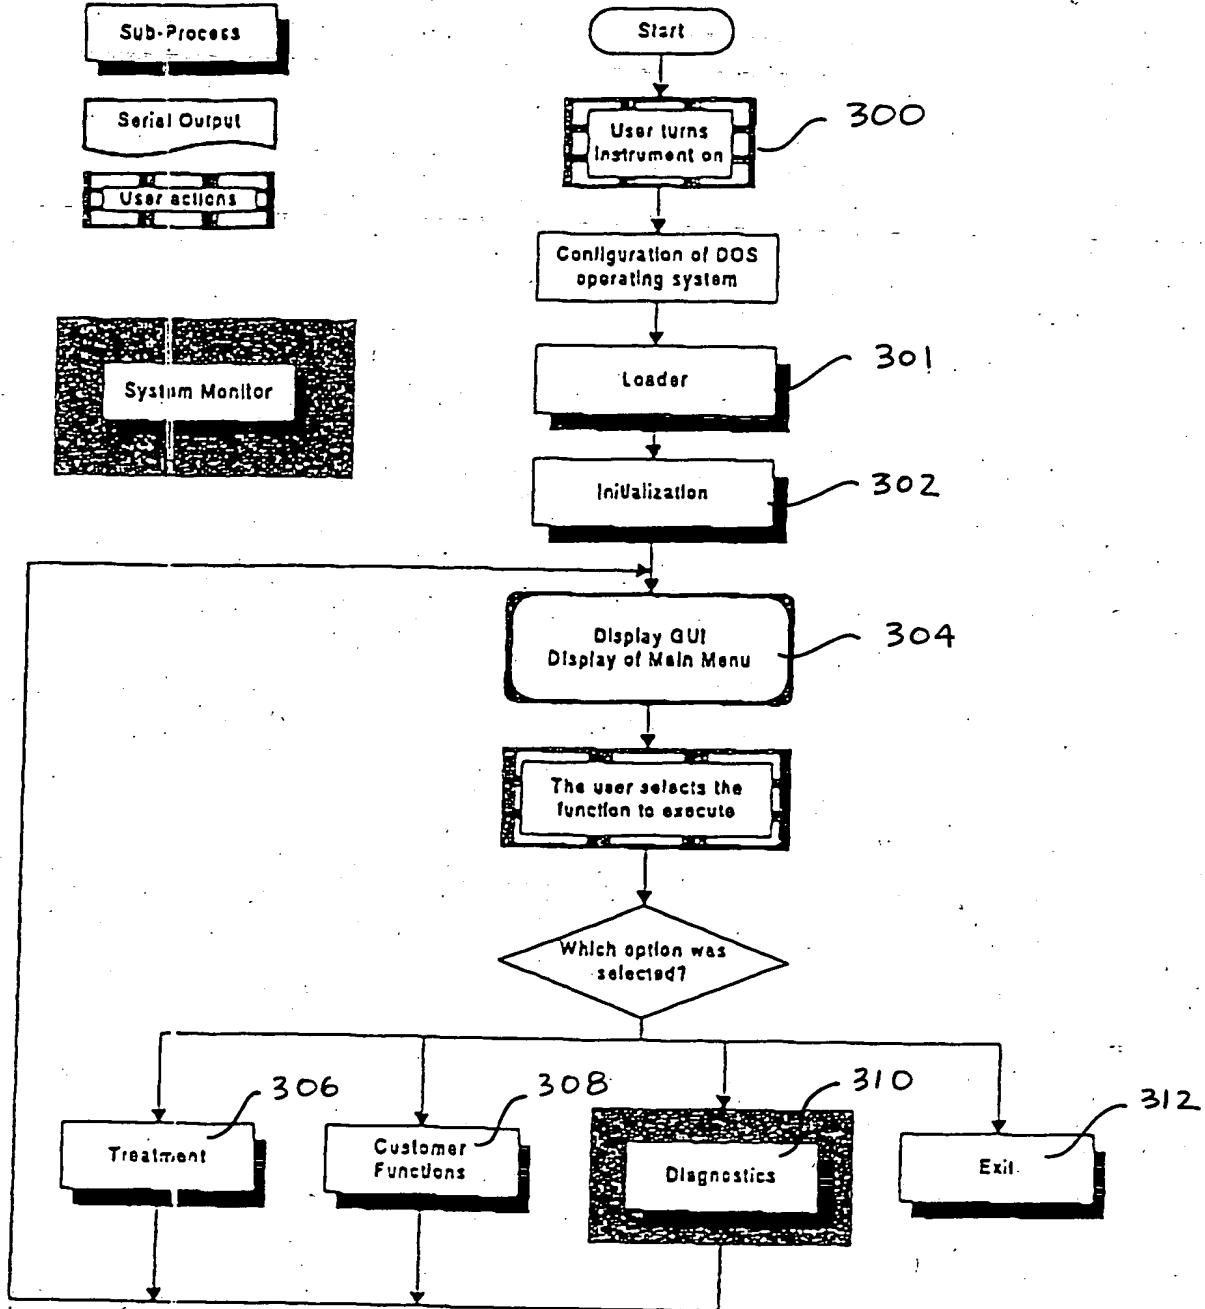 Sub-Process
Serial Output
User actions
System Monitor
Start
User turns
Instrument on
300
Configuration of DOS
operating system
Loader
301
Initialization
302
Display GUI
Display of Main Menu
304
The user selects the
function to execute
Which option was
selected?
306
Treatment
308
Customer
Functions
310
Diagnostics
312
Exit